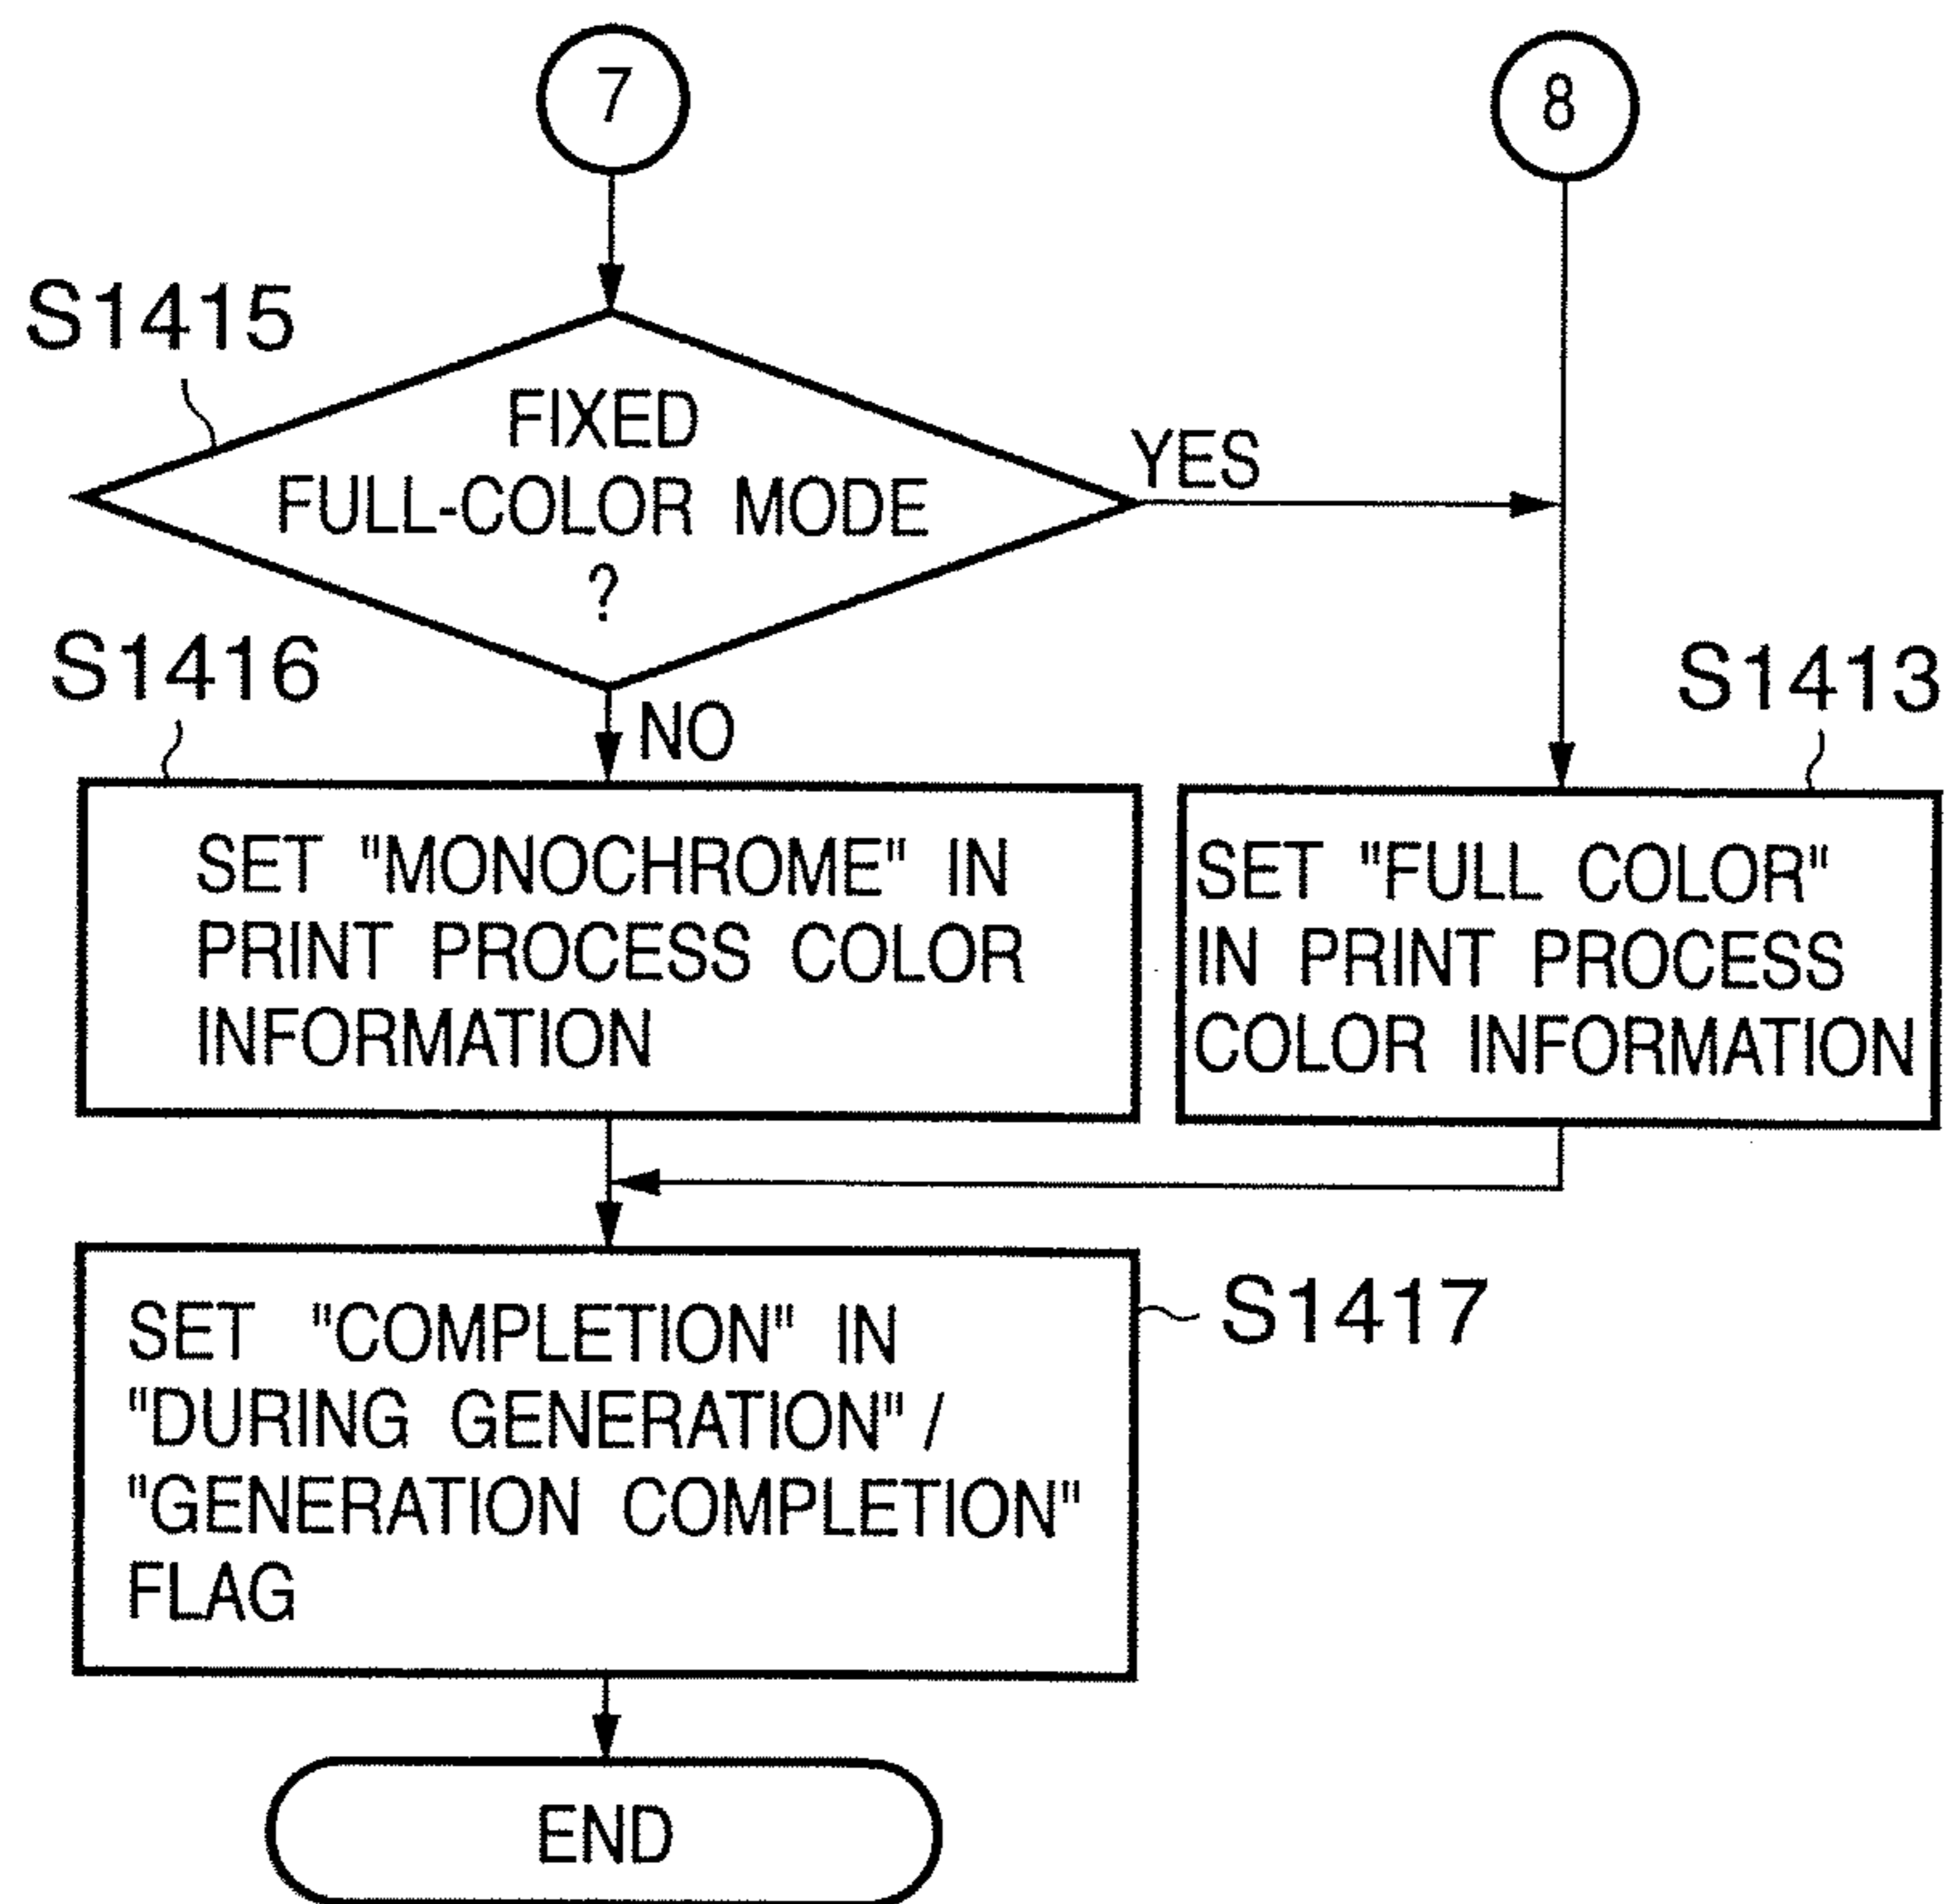 7
8
S1415
FIXED
FULL-COLOR MODE
?
YES
S1416
NO
S1413
SET "MONOCHROME" IN
PRINT PROCESS COLOR
INFORMATION
SET "FULL COLOR"
IN PRINT PROCESS
COLOR INFORMATION
SET "COMPLETION" IN
"DURING GENERATION" /
"GENERATION COMPLETION"
FLAG
S1417
END